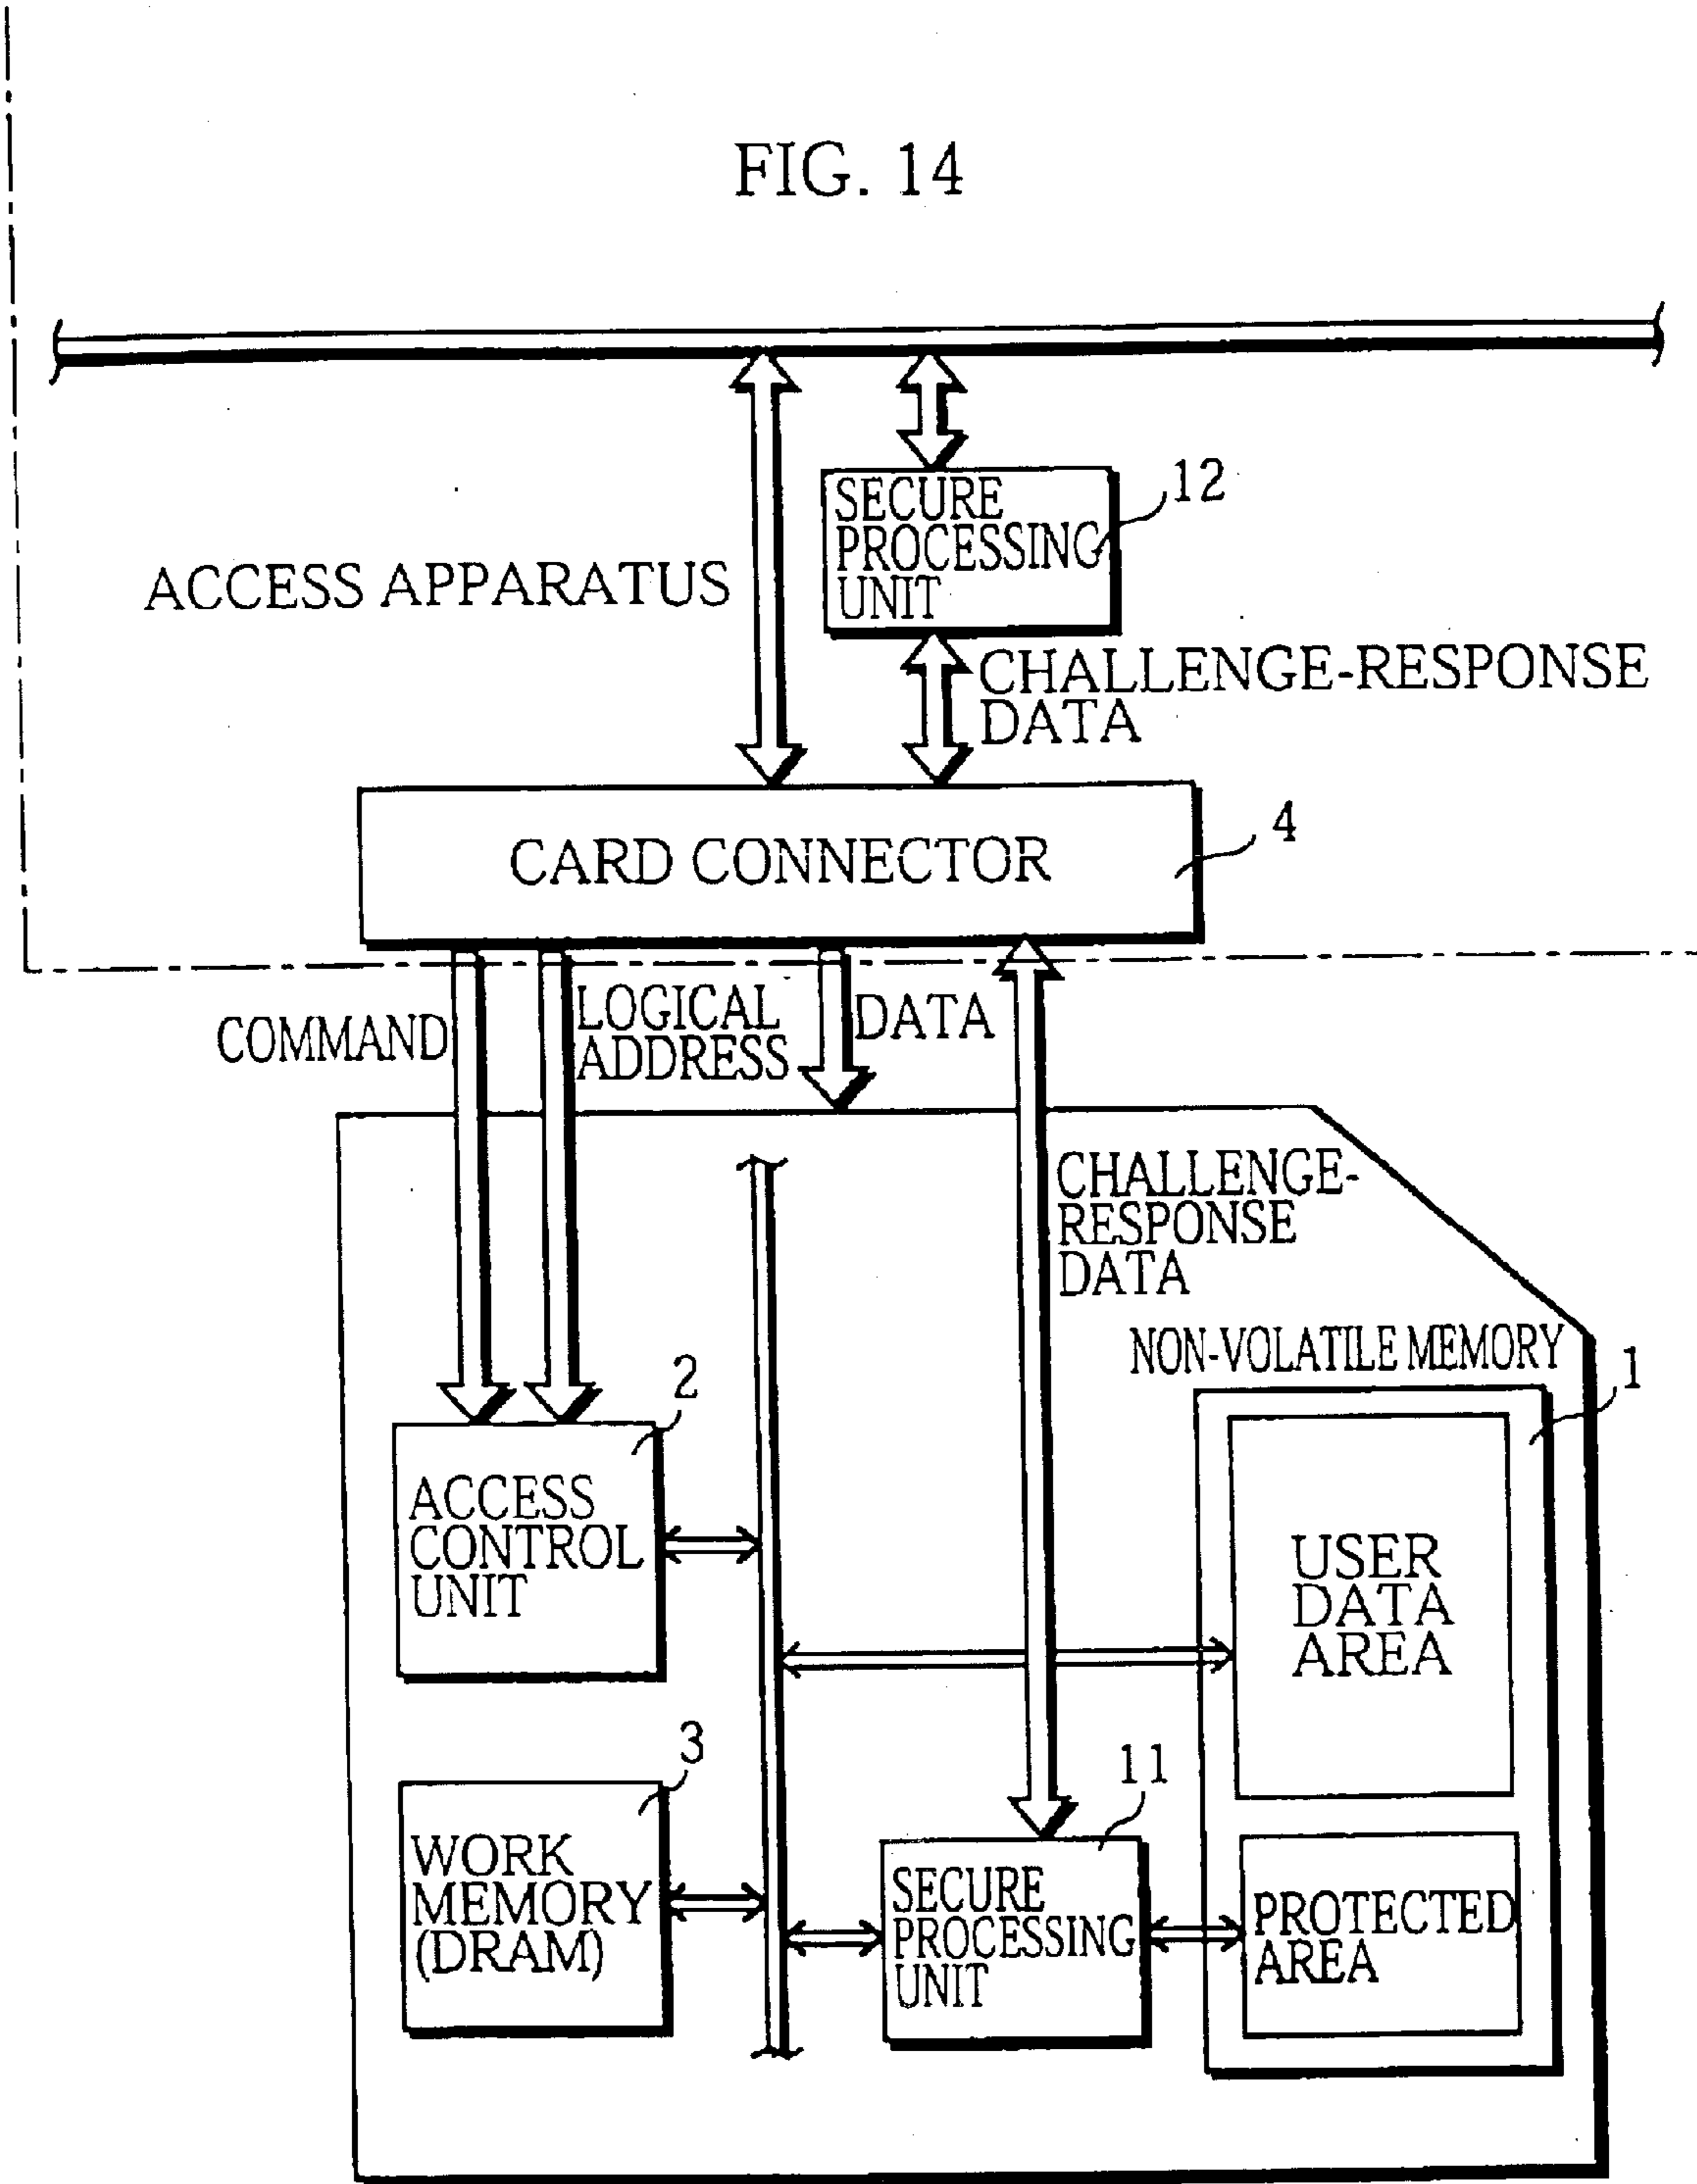 FIG. 14
12
SECURE
PROCESSING
UNIT
ACCESS APPARATUS
CHALLENGE-RESPONSE
DATA
4
CARD CONNECTOR
COMMAND
LOGICAL
ADDRESS
DATA
CHALLENGE-
RESPONSE
DATA
NON-VOLATILE MEMORY
1
2
ACCESS
CONTROL
UNIT
USER
DATA
AREA
3
WORK
MEMORY
(DRAM)
11
SECURE
PROCESSING
UNIT
PROTECTED
AREA